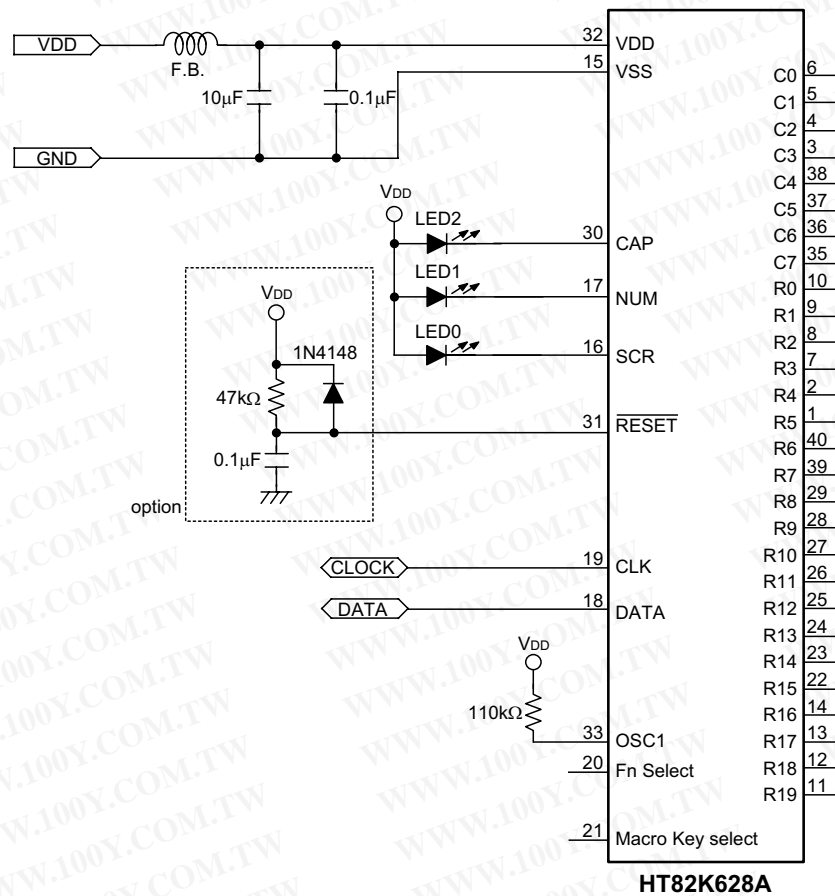 VDD
F.B.
10μF
0.1μF
GND
32 VDD
15 VSS
VDD
LED2
30 CAP
LED1
17 NUM
LED0
16 SCR
VDD
1N4148
47kΩ
31 RESET
0.1μF
option
CLOCK
19 CLK
DATA
18 DATA
VDD
110kΩ
33 OSC1
20 Fn Select
21 Macro Key select
C0 6
C1 5
C2 4
C3 3
C4 38
C5 37
C6 36
C7 35
R0 10
R1 9
R2 8
R3 7
R4 2
R5 1
R6 40
R7 39
R8 29
R9 28
R10 27
R11 26
R12 25
R13 24
R14 23
R15 22
R16 14
R17 13
R18 12
R19 11
HT82K628A
WWW.100Y.COM.TW